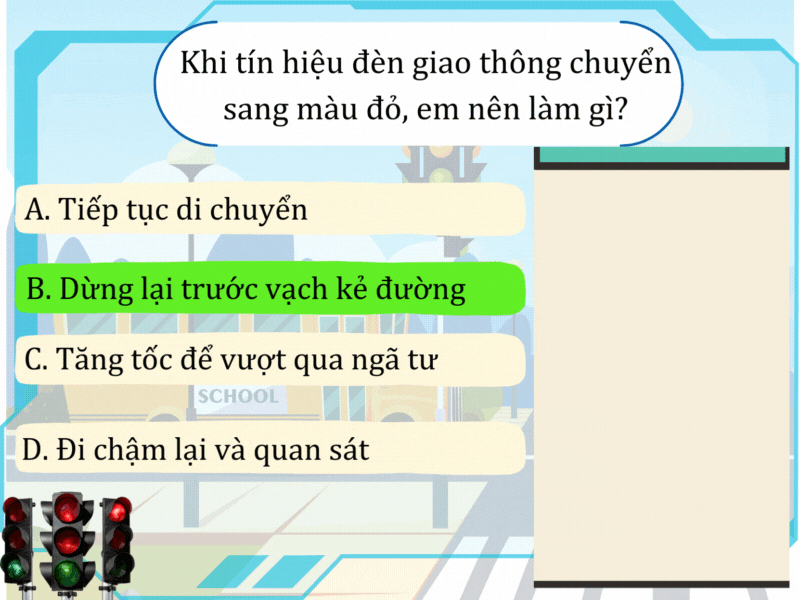 Khi tín hiệu đèn giao thông chuyển
sang màu đỏ, em nên làm gì?
A. Tiếp tục di chuyển
B. Dừng lại trước vạch kẻ đường
C. Tăng tốc để vượt qua ngã tư
SCHOOL
D. Đi chậm lại và quan sát